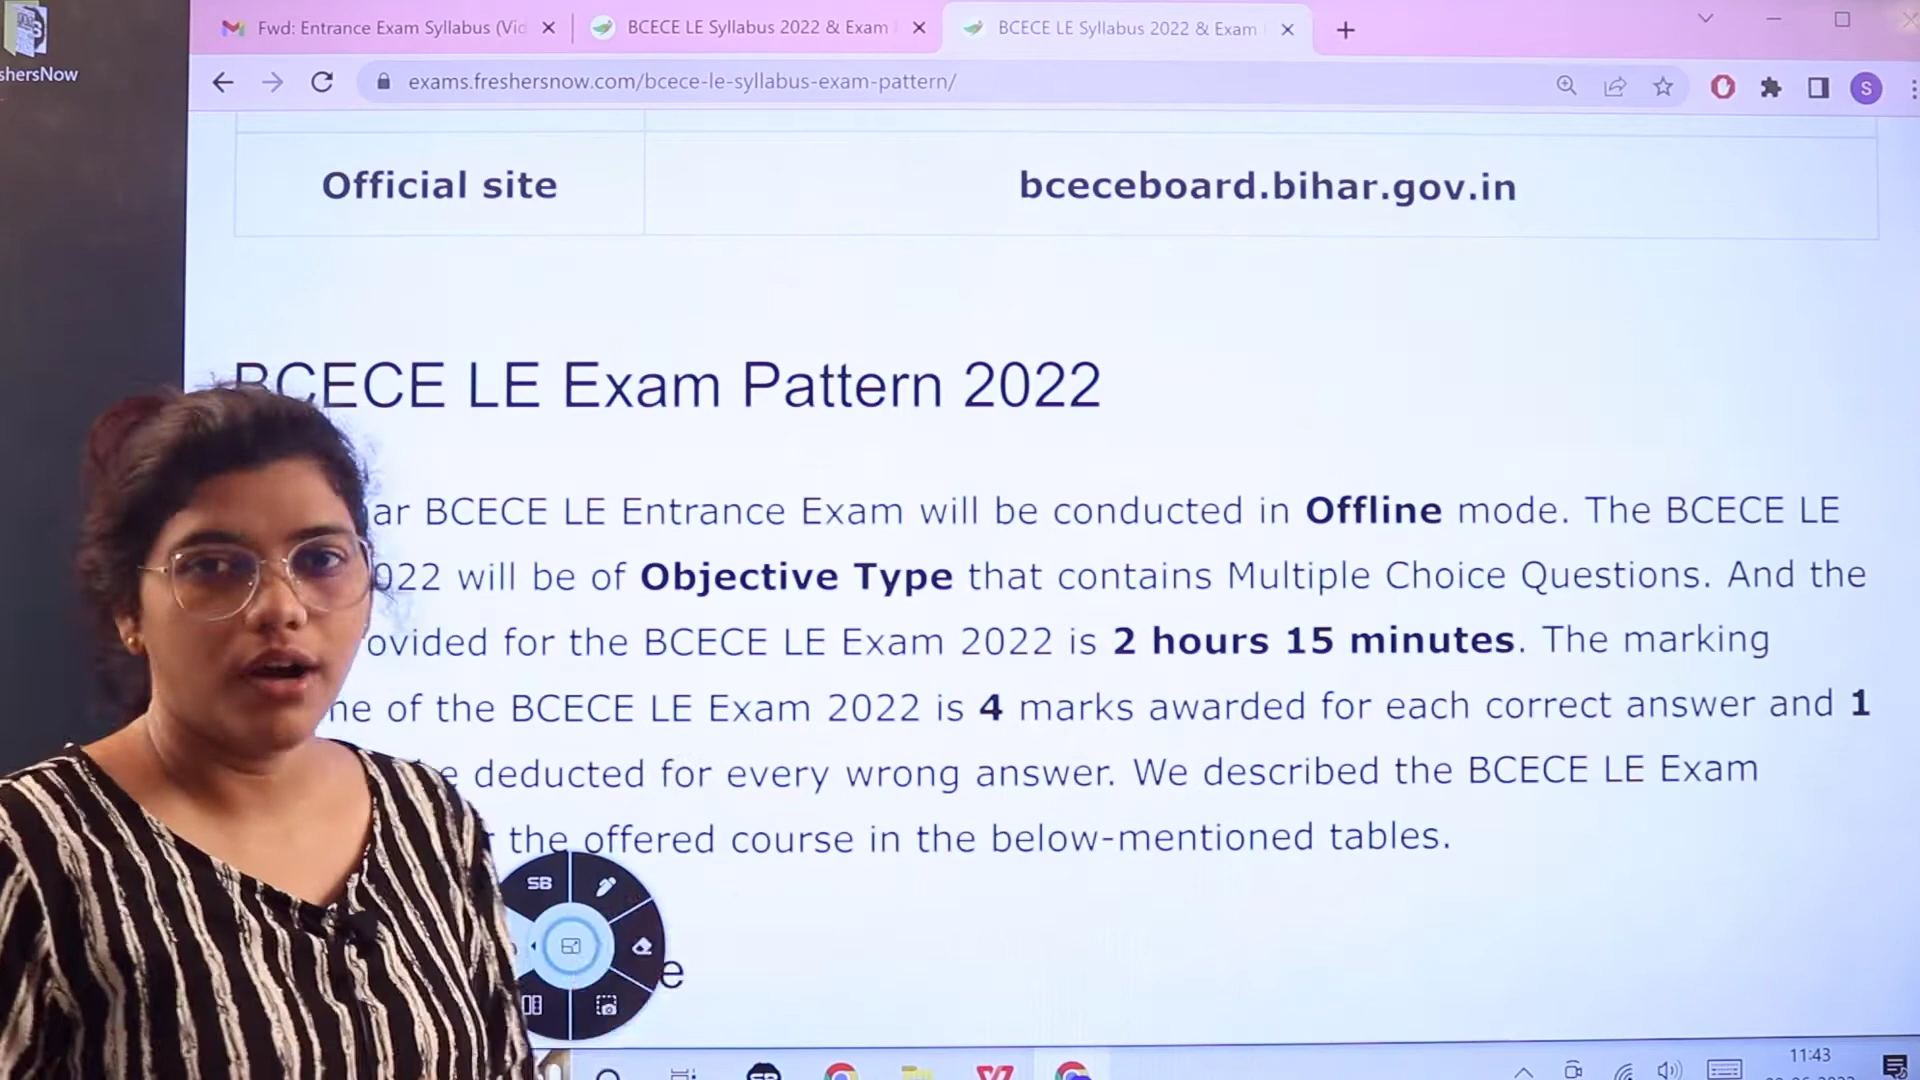 shersNow
Fwd: Entrance Exam Syllabus (Vic
BCECE LE Syllabus 2022 & Exam
BCECE LE Syllabus 2022 & Exam
exams.freshersnow.com/bcece-le-syllabus-exam-pattern/
S
Official site
bceceboard.bihar.gov.in
BCECE LE Exam Pattern 2022
ar BCECE LE Entrance Exam will be conducted in Offline mode. The BCECE LE
022 will be of Objective Type that contains Multiple Choice Questions. And the
ovided for the BCECE LE Exam 2022 is 2 hours 15 minutes. The marking
ne of the BCECE LE Exam 2022 is 4 marks awarded for each correct answer and 1
e deducted for every wrong answer. We described the BCECE LE Exam
the offered course in the below-mentioned tables.
SB
e
11:43